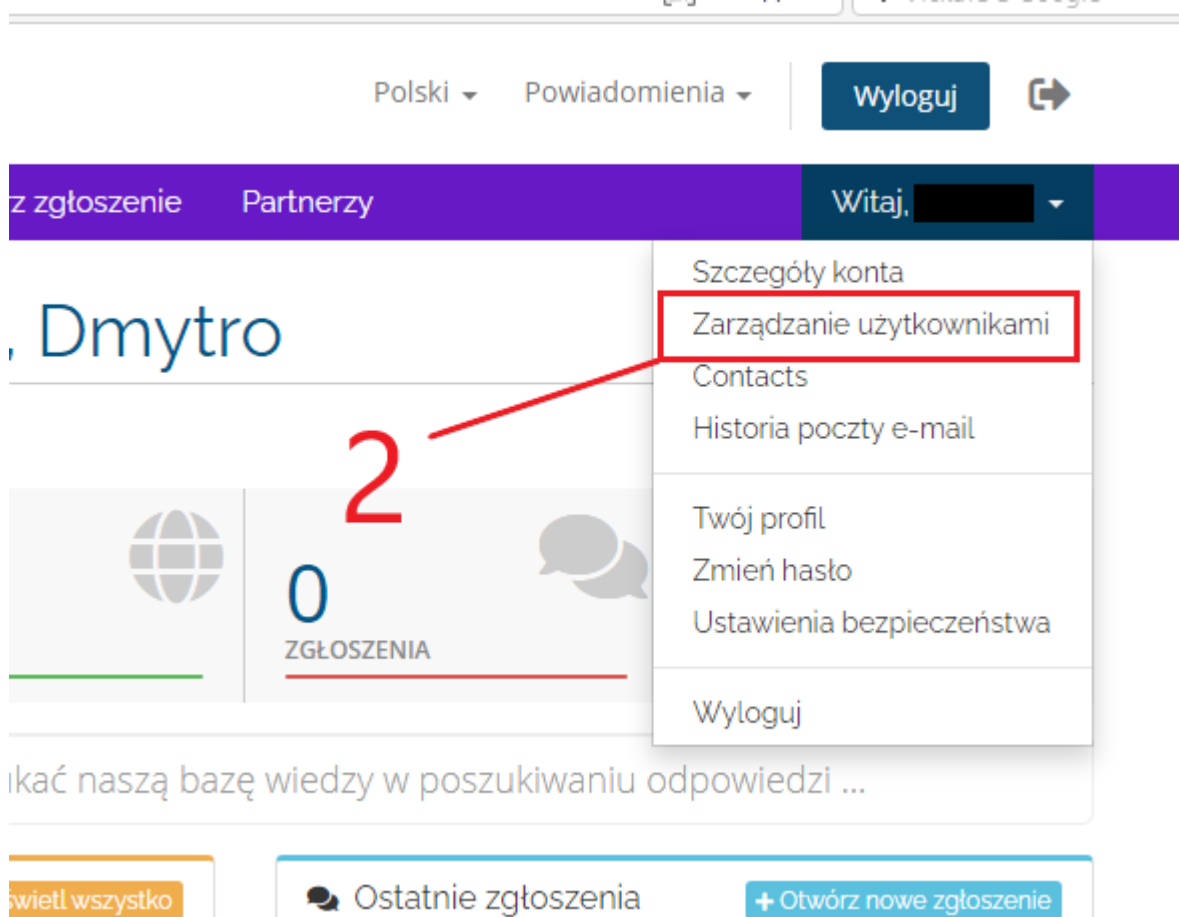 Polski
Powiadomienia
Wyloguj
z zgłoszenie
Partnerzy
Witaj,
Szczegóły konta
, Dmytro
Zarządzanie użytkownikami
Contacts
Historia poczty e-mail
2
Twój profil
0
Zmień hasło
ZGŁOSZENIA
Ustawienia bezpieczeństwa
Wyloguj
kać naszą bazę wiedzy w poszukiwaniu odpowiedzi ...
świetl wszystko
Ostatnie zgłoszenia
+ Otwórz nowe zgłoszenie